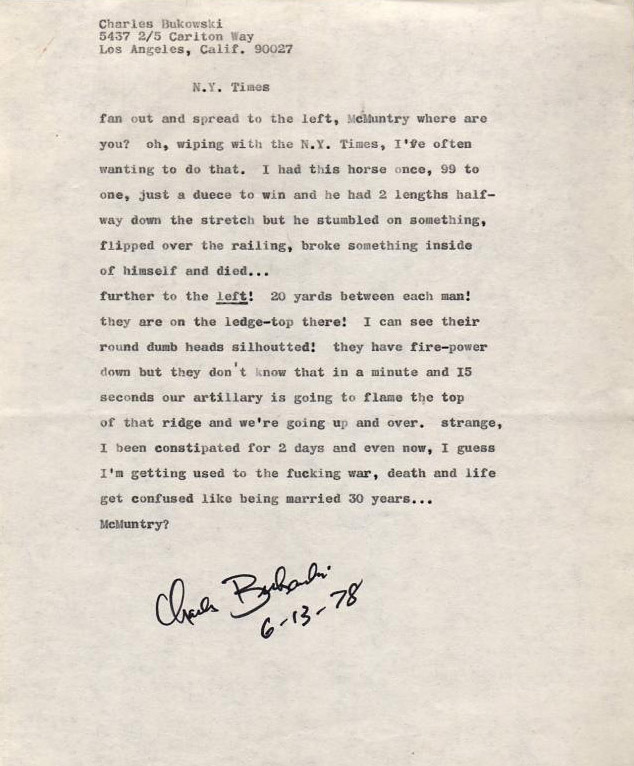 Charles Bukowski
5437 2/5 Carlton Way
Los Angeles, Calif. 90027
N.Y. Times
fan out and spread to the left, McMuntry where are
you? oh, wiping with the N.Y. Times, I've often
wanting to do that. I had this horse once, 99 to
one, just a duece to win and he had 2 lengths half-
way down the stretch but he stumbled on something,
flipped over the railing, broke something inside
of himself and died...
further to the left! 20 yards between each man!
they are on the ledge-top there! I can see their
round dumb heads silhoutted! they have fire-power
down but they don't know that in a minute and 15
seconds our artillary is going to flame the top
of that ridge and we're going up and over. strange,
I been constipated for 2 days and even now, I guess
I'm getting used to the fucking war, death and life
get confused like being married 30 years...
McMuntry?
Charles Bukowski
6-13-78